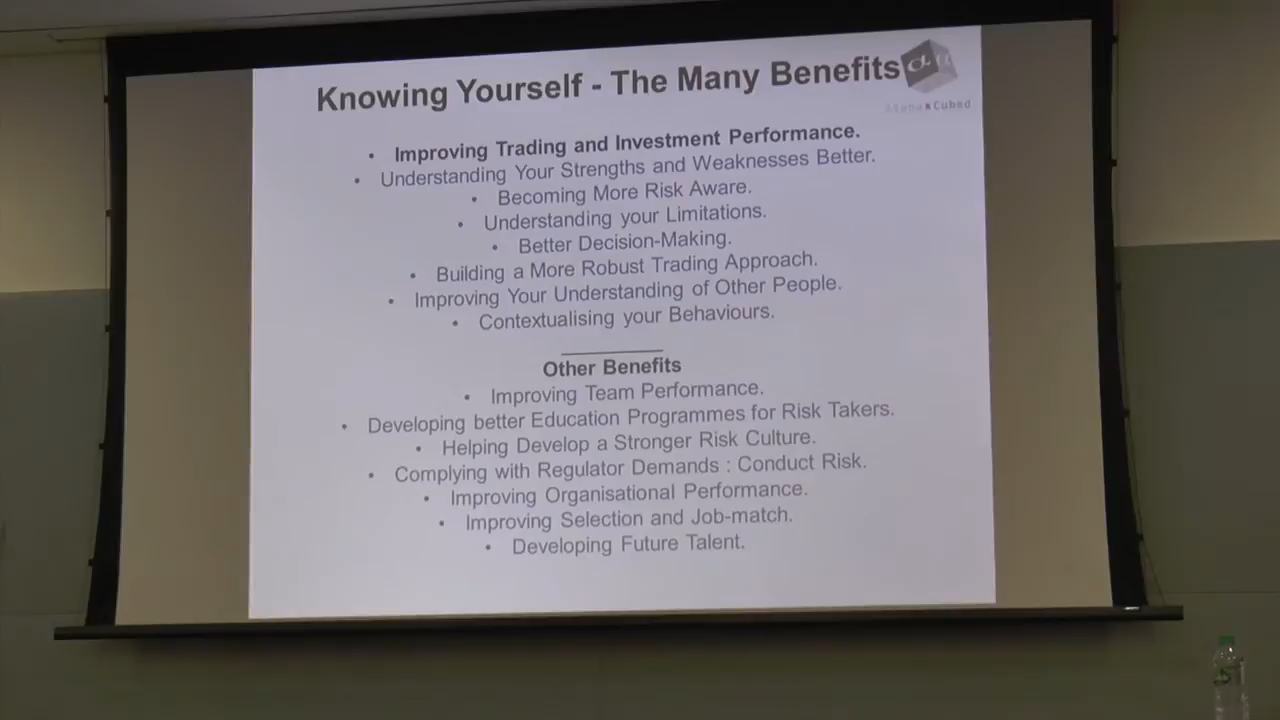 Knowing Yourself - The Many Benefits
Alpha R Cubed
• Improving Trading and Investment Performance.
• Understanding Your Strengths and Weaknesses Better.
• Becoming More Risk Aware.
• Understanding your Limitations.
• Better Decision-Making.
• Building a More Robust Trading Approach.
• Improving Your Understanding of Other People.
• Contextualising your Behaviours.
Other Benefits
• Improving Team Performance.
• Developing better Education Programmes for Risk Takers.
• Helping Develop a Stronger Risk Culture.
• Complying with Regulator Demands : Conduct Risk.
• Improving Organisational Performance.
• Improving Selection and Job-match.
• Developing Future Talent.